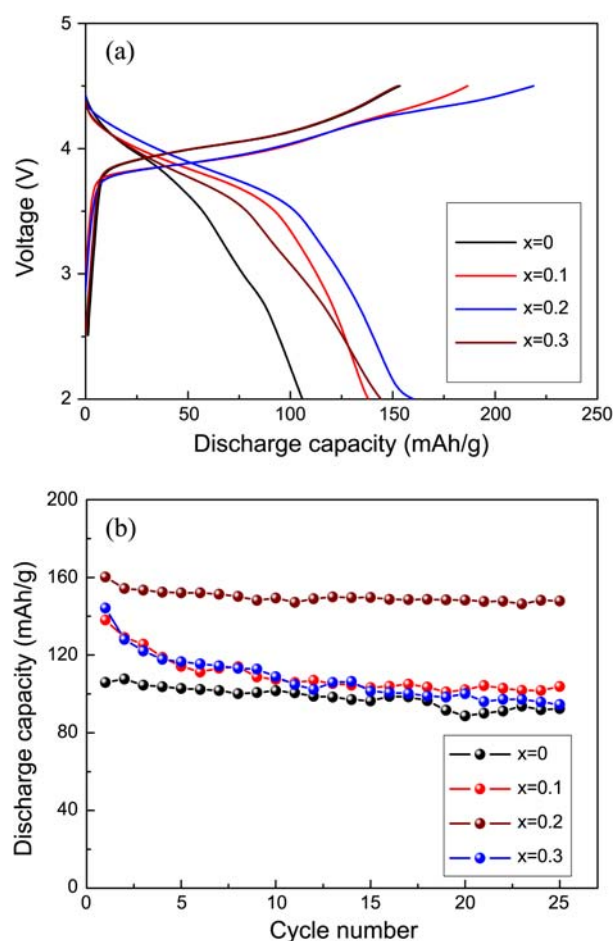 (a)
5
4
3
2
Voltage (V)
x=0
x=0.1
x=0.2
x=0.3
0 50 100 150 200 250
Discharge capacity (mAh/g)
(b)
200
160
120
80
40
0
Discharge capacity (mAh/g)
x=0
x=0.1
x=0.2
x=0.3
0 5 10 15 20 25
Cycle number